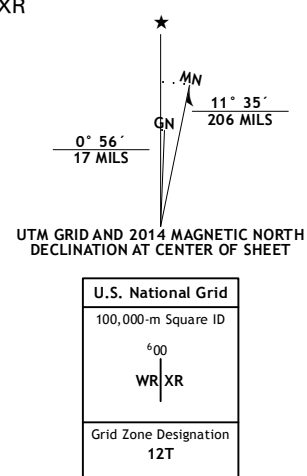 XR
★
MN
GN
11° 35´
206 MILS
0° 56´
17 MILS
UTM GRID AND 2014 MAGNETIC NORTH
DECLINATION AT CENTER OF SHEET
U.S. National Grid
100,000-m Square ID
⁶00
WR XR
Grid Zone Designation
12T